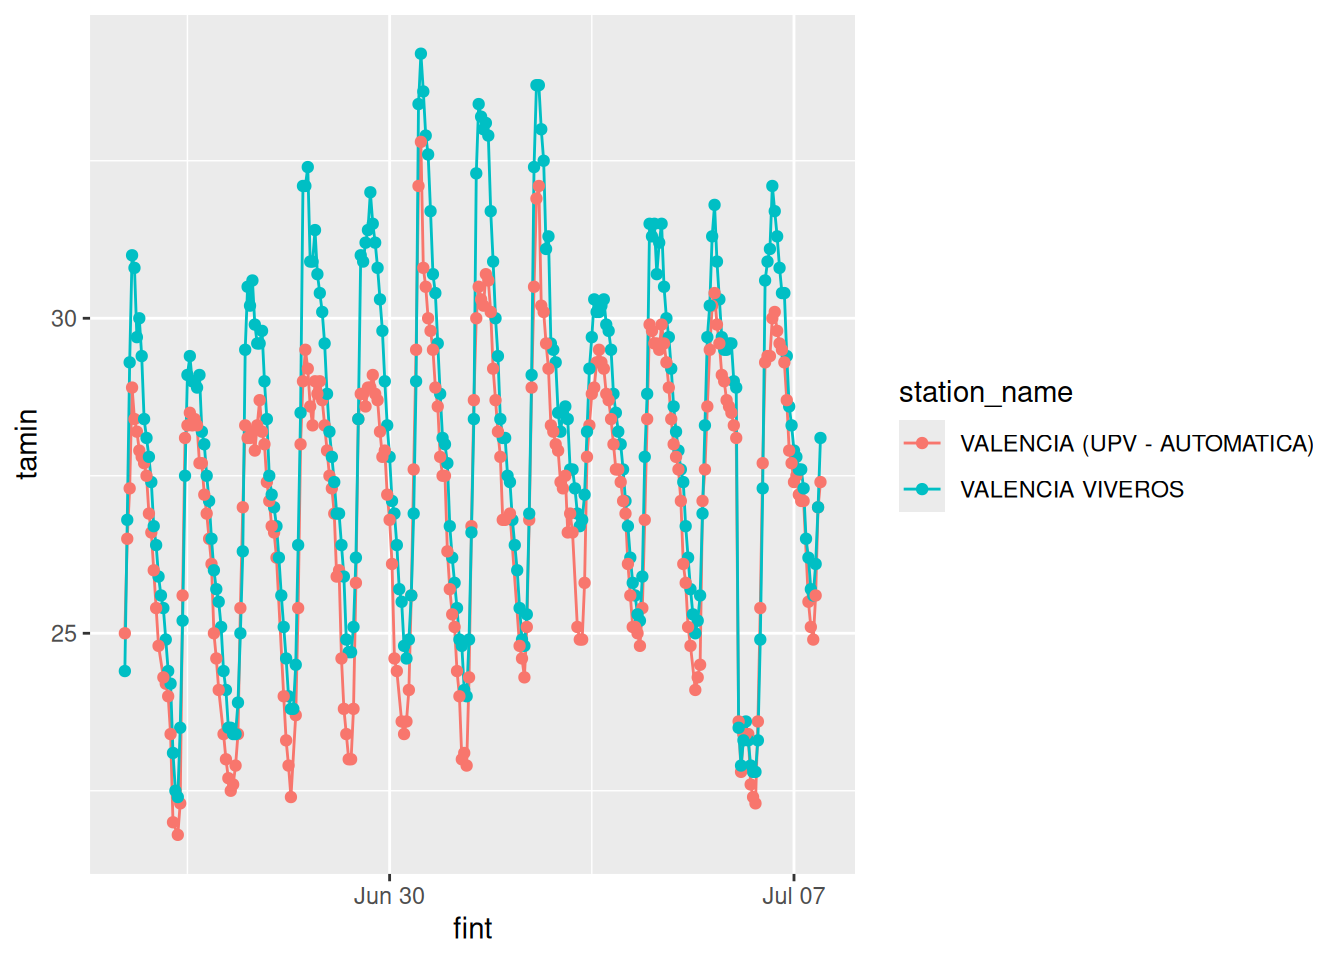 tamin
30
25
Jun 30
Jul 07
fint
station_name
VALENCIA (UPV - AUTOMATICA)
VALENCIA VIVEROS